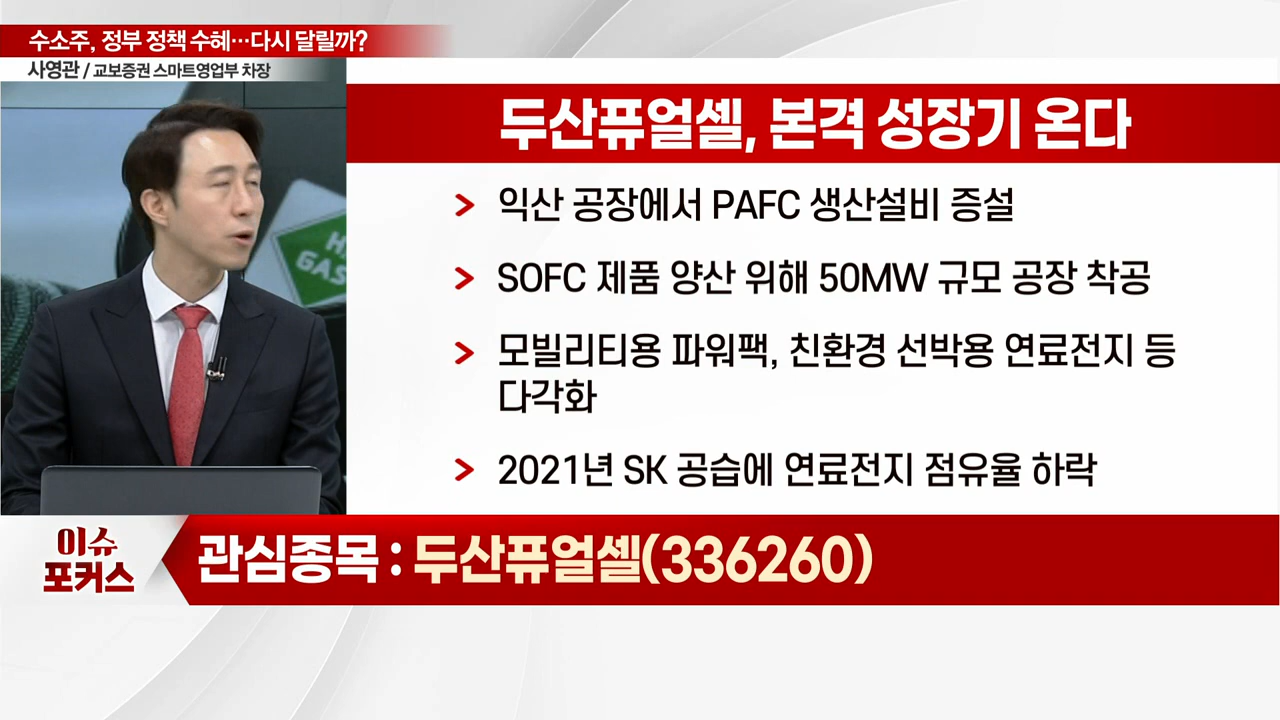 수소주, 정부 정책 수혜…다시 달릴까?
사영관 / 교보증권 스마트영업부 차장
두산퓨얼셀, 본격 성장기 온다
> 익산 공장에서 PAFC 생산설비 증설
> SOFC 제품 양산 위해 50MW 규모 공장 착공
> 모빌리티용 파워팩, 친환경 선박용 연료전지 등
다각화
> 2021년 SK 공습에 연료전지 점유율 하락
이슈
포커스
관심종목 : 두산퓨얼셀(336260)
GAS